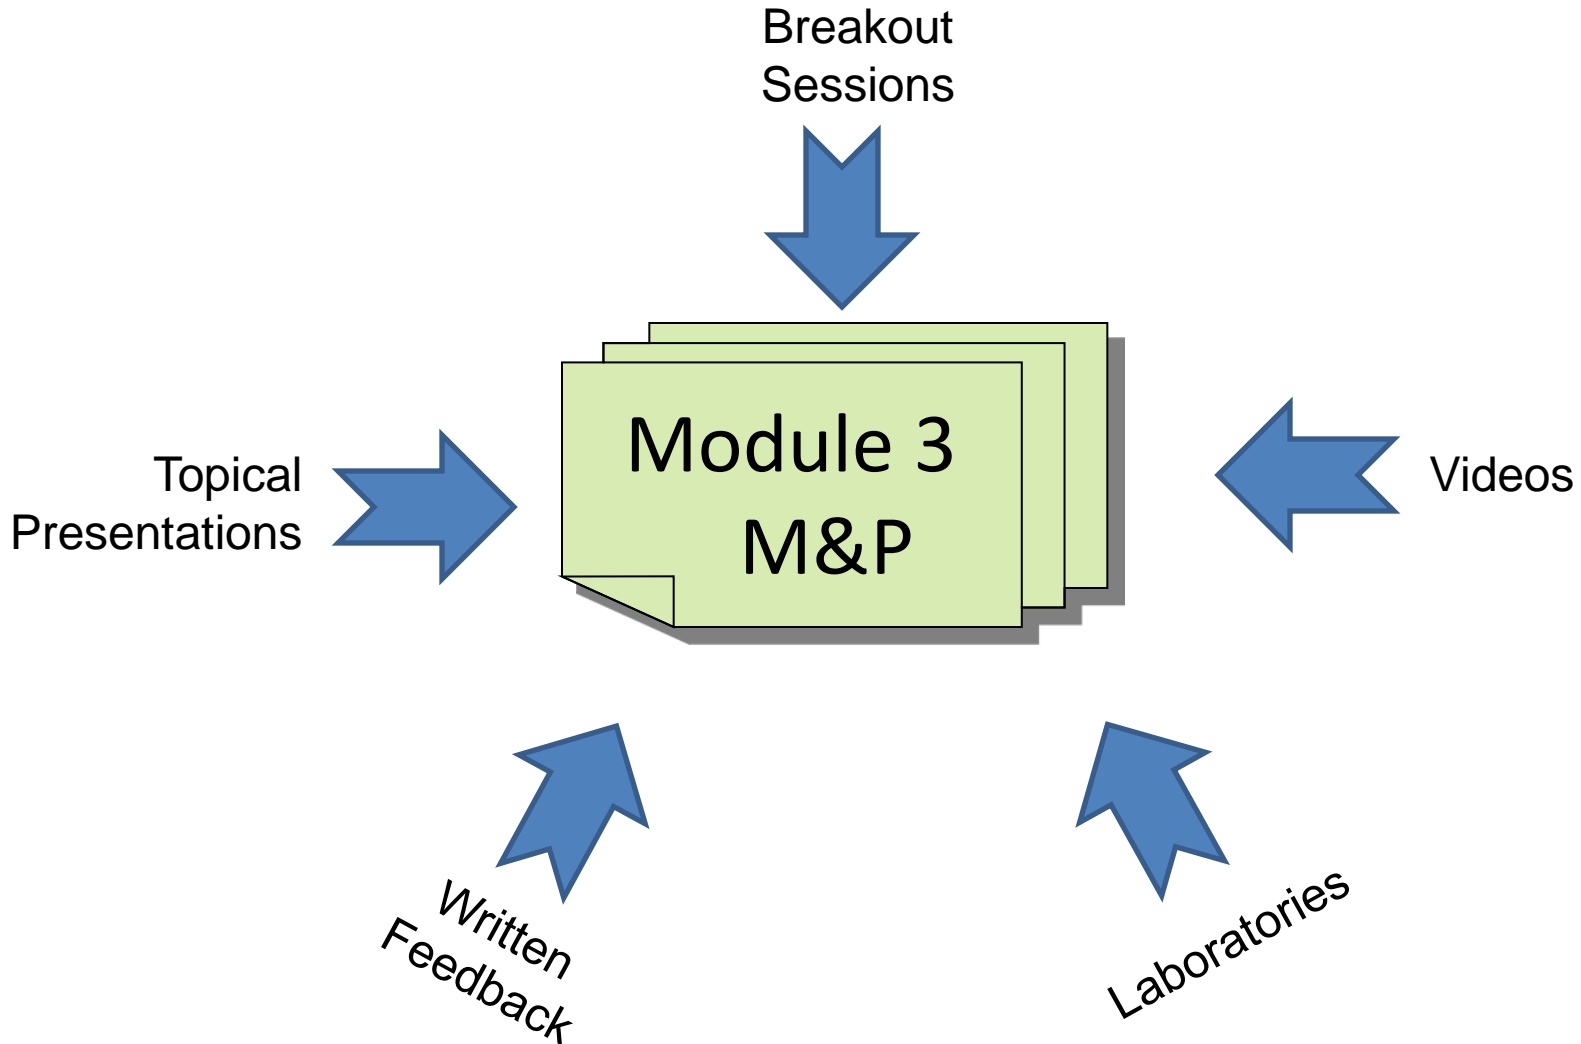 Breakout
Sessions
Module 3
M&P
Topical
Presentations
Videos
Written
Feedback
Laboratories